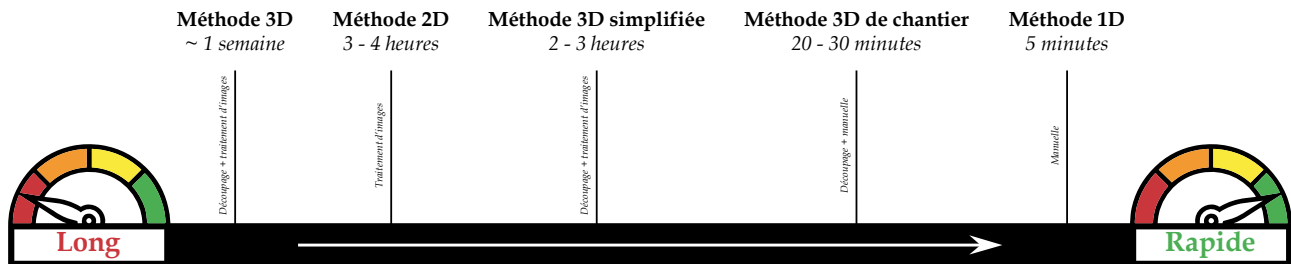 Méthode 3D
~ 1 semaine
Méthode 2D
3 - 4 heures
Méthode 3D simplifiée
2 - 3 heures
Méthode 3D de chantier
20 - 30 minutes
Méthode 1D
5 minutes
Découpage + traitement d'images
Traitement d'images
Découpage + traitement d'images
Découpage + manuelle
Manuelle
Long
Rapide